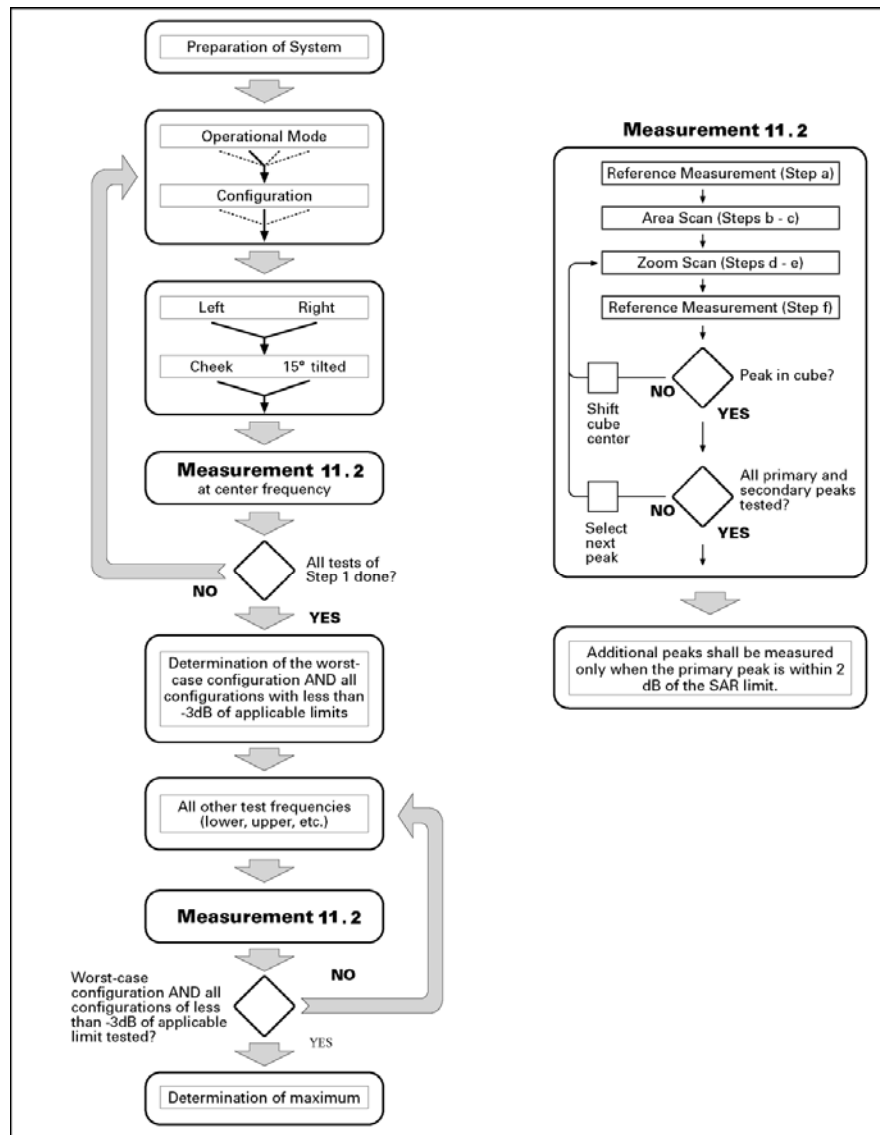 Preparation of System
Operational Mode
Configuration
Left Right
Cheek 15° tilted
Measurement 11.2
at center frequency
All tests of
Step 1 done?
NO
YES
Determination of the worst-
case configuration AND all
configurations with less than
-3dB of applicable limits
All other test frequencies
(lower, upper, etc.)
Measurement 11.2
NO
Worst-case
configuration AND all
configurations of less
than -3dB of applicable
limit tested?
YES
Determination of maximum
Measurement 11.2
Reference Measurement (Step a)
Area Scan (Steps b - c)
Zoom Scan (Steps d - e)
Reference Measurement (Step f)
Peak in cube?
NO
YES
Shift
cube
center
All primary and
secondary peaks
tested?
NO
YES
Select
next
peak
Additional peaks shall be measured
only when the primary peak is within 2
dB of the SAR limit.